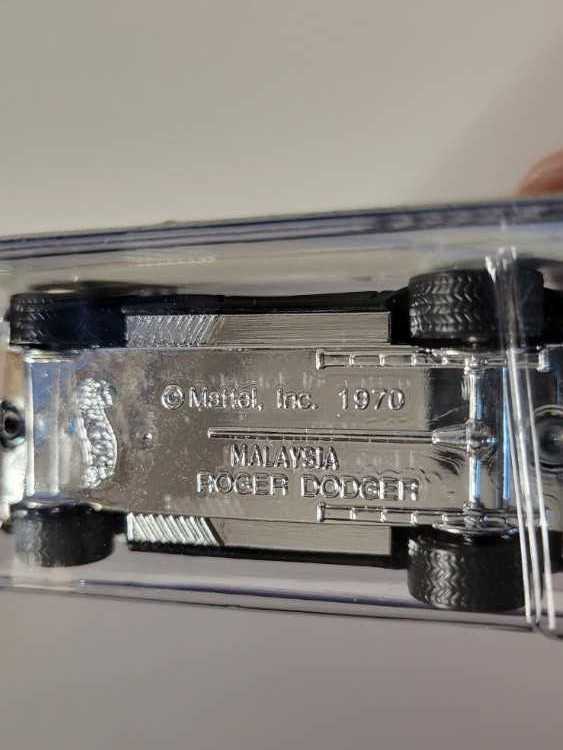 © Mattel, Inc. 1970
MALAYSIA
ROGER DODGER